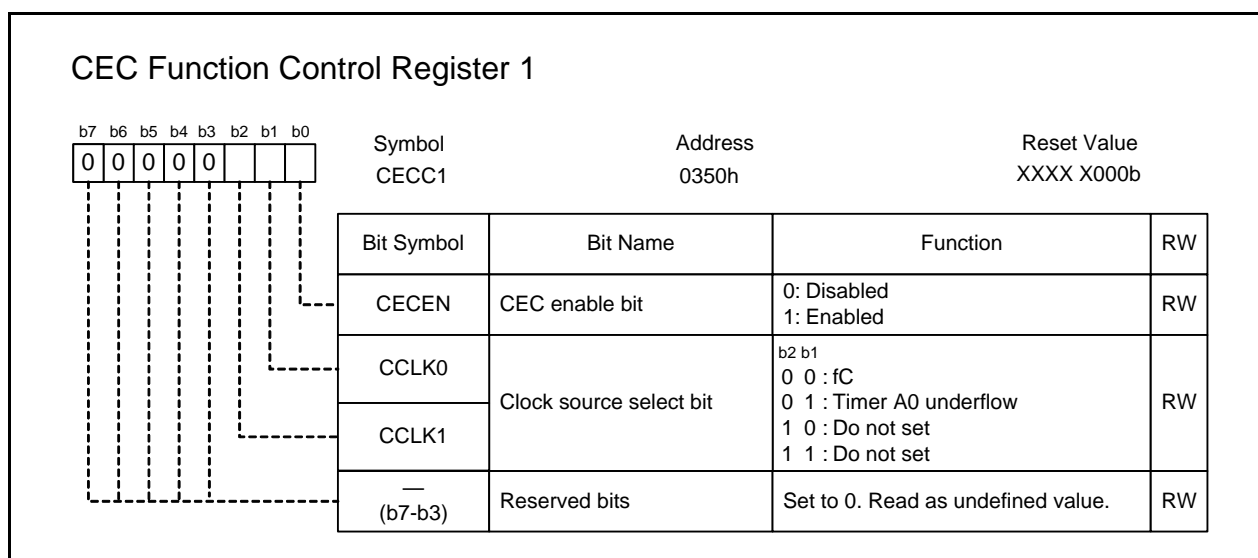 CEC Function Control Register 1
b7 b6 b5 b4 b3 b2 b1 b0
0 0 0 0 0
Symbol Address Reset Value
CECC1 0350h XXXX X000b
Bit Symbol Bit Name Function RW
CECEN CEC enable bit 0: Disabled
1: Enabled RW
CCLK0
CCLK1
Clock source select bit
b2 b1
0 0 : fC
0 1 : Timer A0 underflow
1 0 : Do not set
1 1 : Do not set
RW
—
(b7-b3)
Reserved bits Set to 0. Read as undefined value. RW